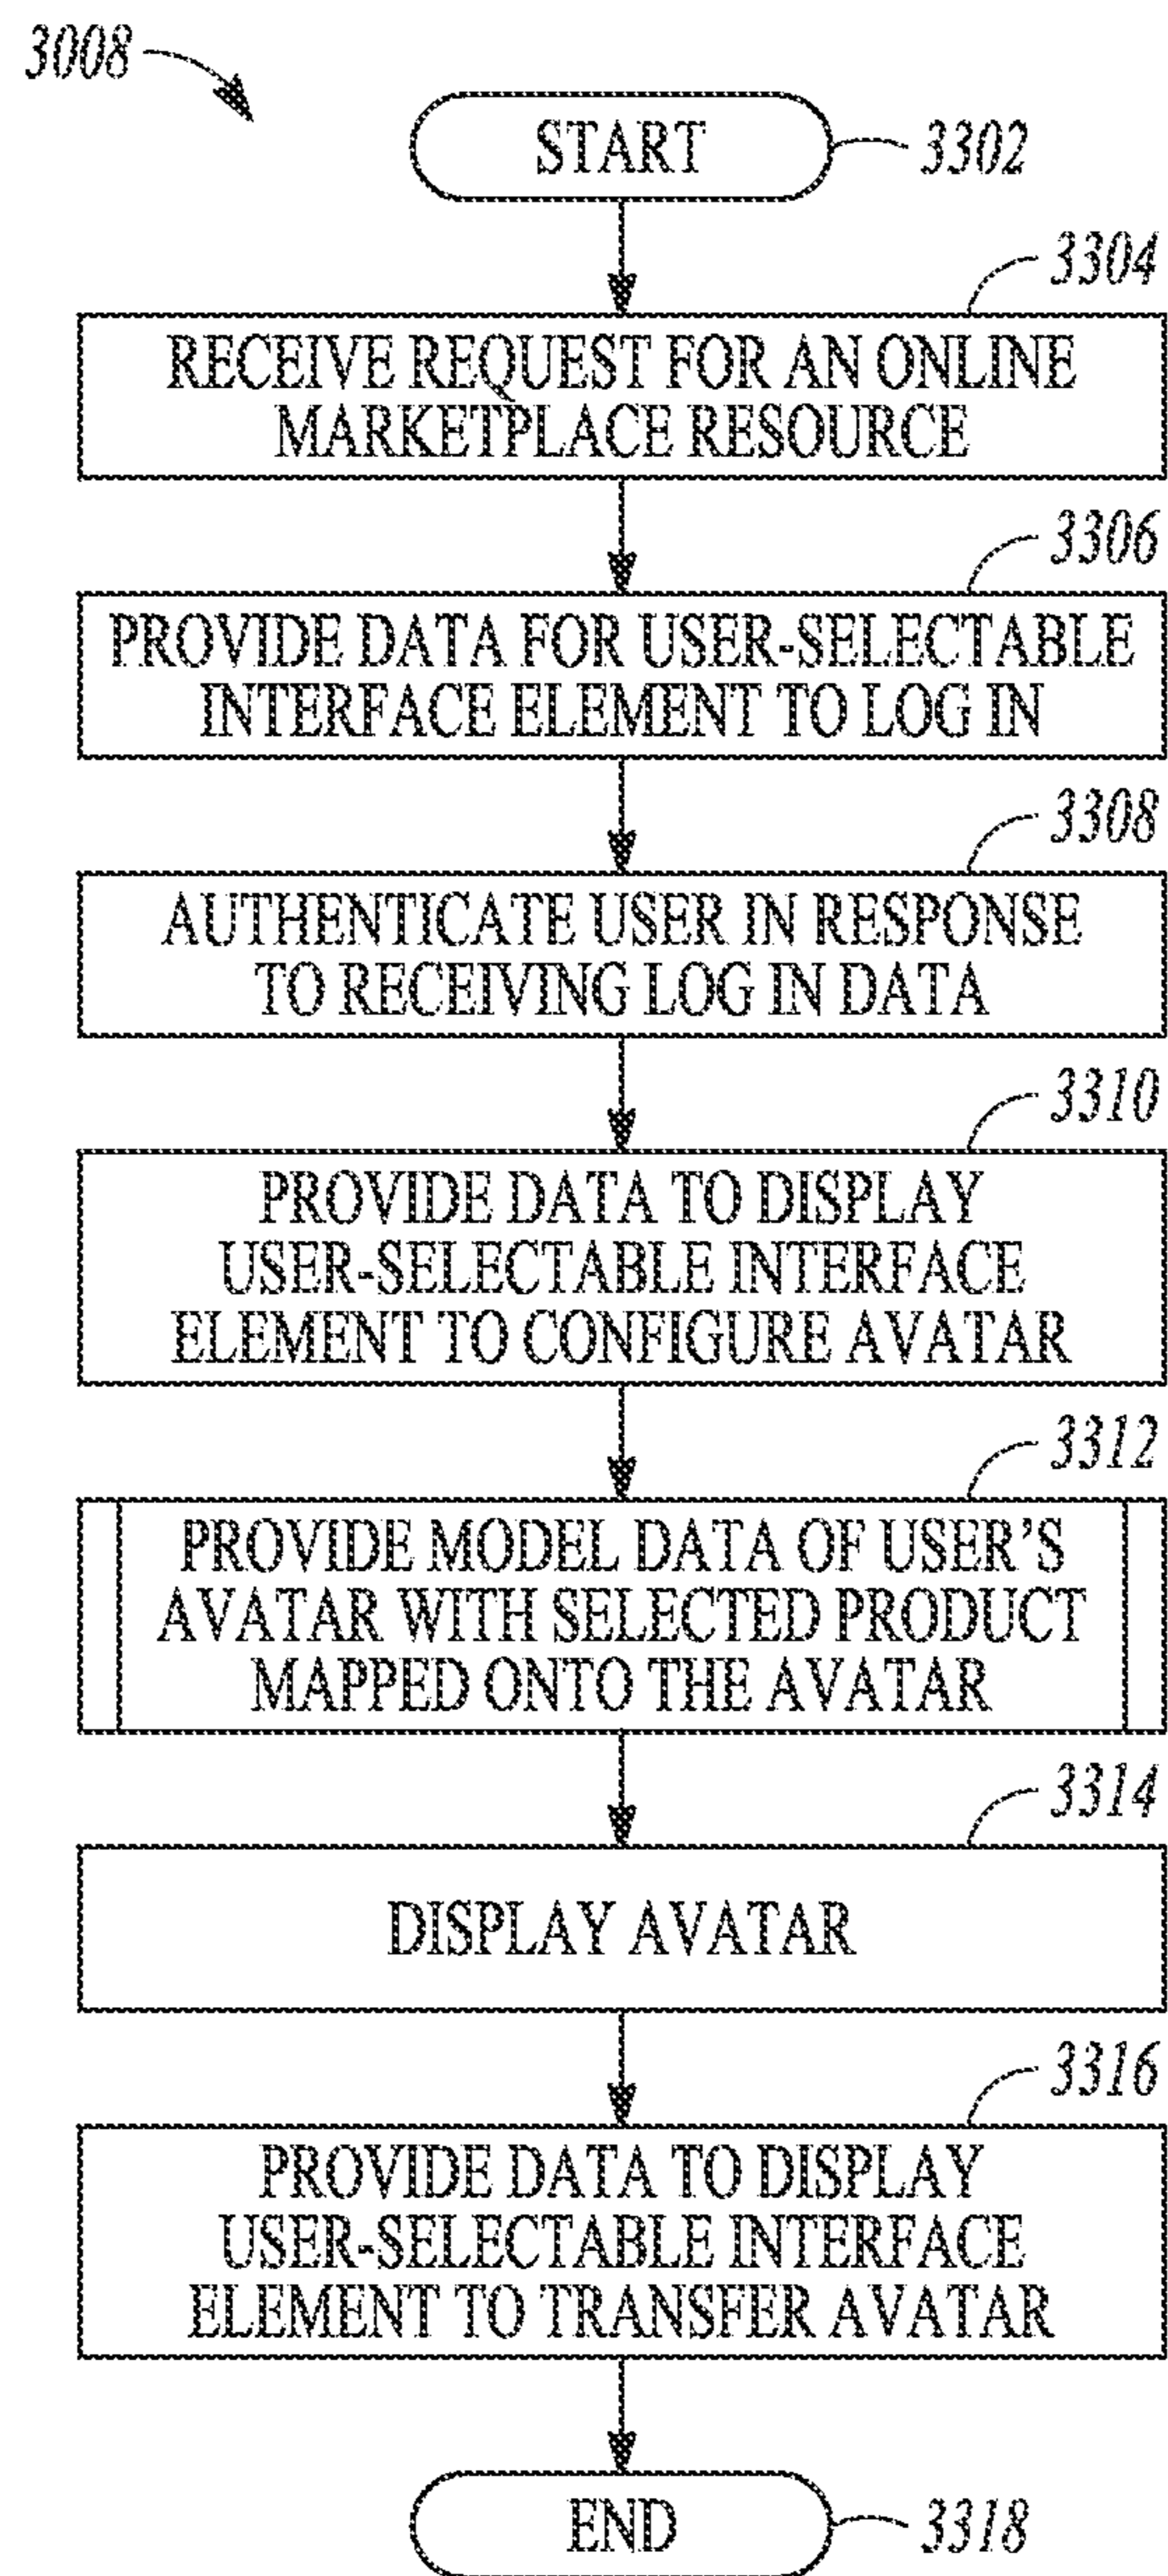 3008
START
3302
3304
RECEIVE REQUEST FOR AN ONLINE
MARKETPLACE RESOURCE
3306
PROVIDE DATA FOR USER-SELECTABLE
INTERFACE ELEMENT TO LOG IN
3308
AUTHENTICATE USER IN RESPONSE
TO RECEIVING LOG IN DATA
3310
PROVIDE DATA TO DISPLAY
USER-SELECTABLE INTERFACE
ELEMENT TO CONFIGURE AVATAR
3312
PROVIDE MODEL DATA OF USER'S
AVATAR WITH SELECTED PRODUCT
MAPPED ONTO THE AVATAR
3314
DISPLAY AVATAR
3316
PROVIDE DATA TO DISPLAY
USER-SELECTABLE INTERFACE
ELEMENT TO TRANSFER AVATAR
END
3318